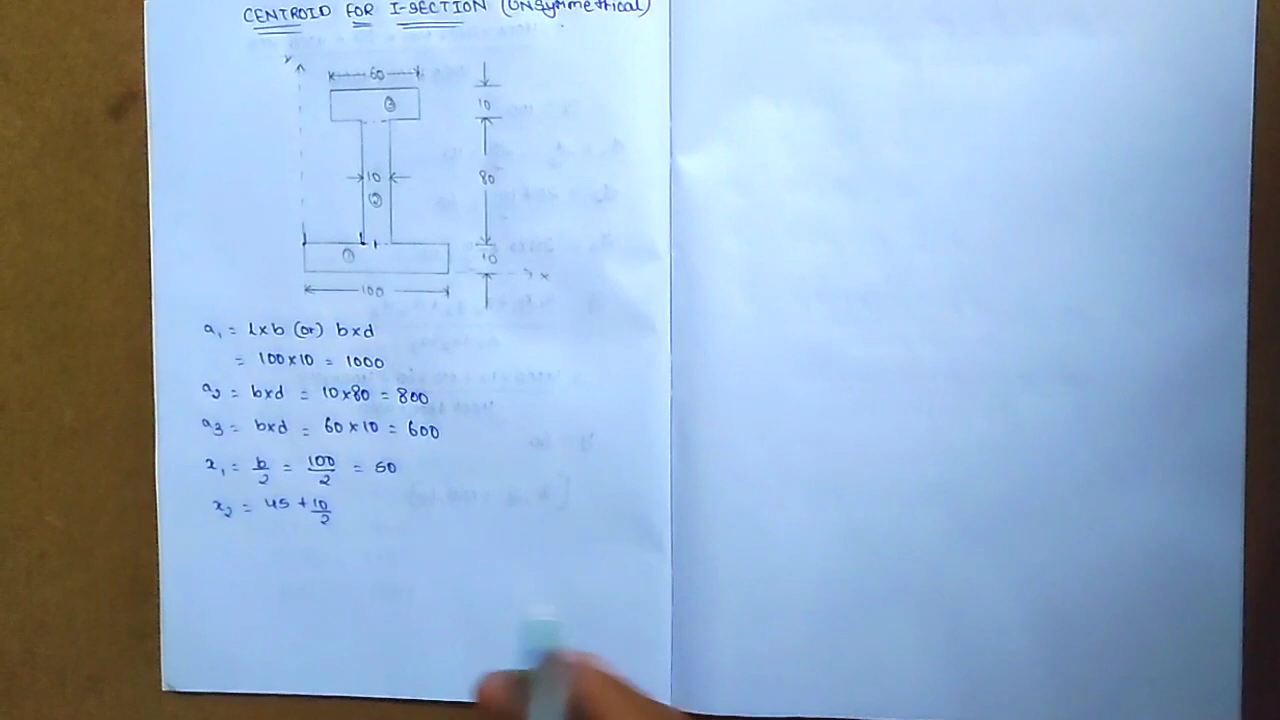 CENTROID FOR I-SECTION (UNSymmetrical)
Y
60
③
10
10
80
②
①
10
x
100
a₁ = l×b (or) b×d
= 100×10 = 1000
a₂ = b×d = 10×80 = 800
a₃ = b×d = 60×10 = 600
x₁ = b/2 = 100/2 = 50
x₂ = 45 + 10/2